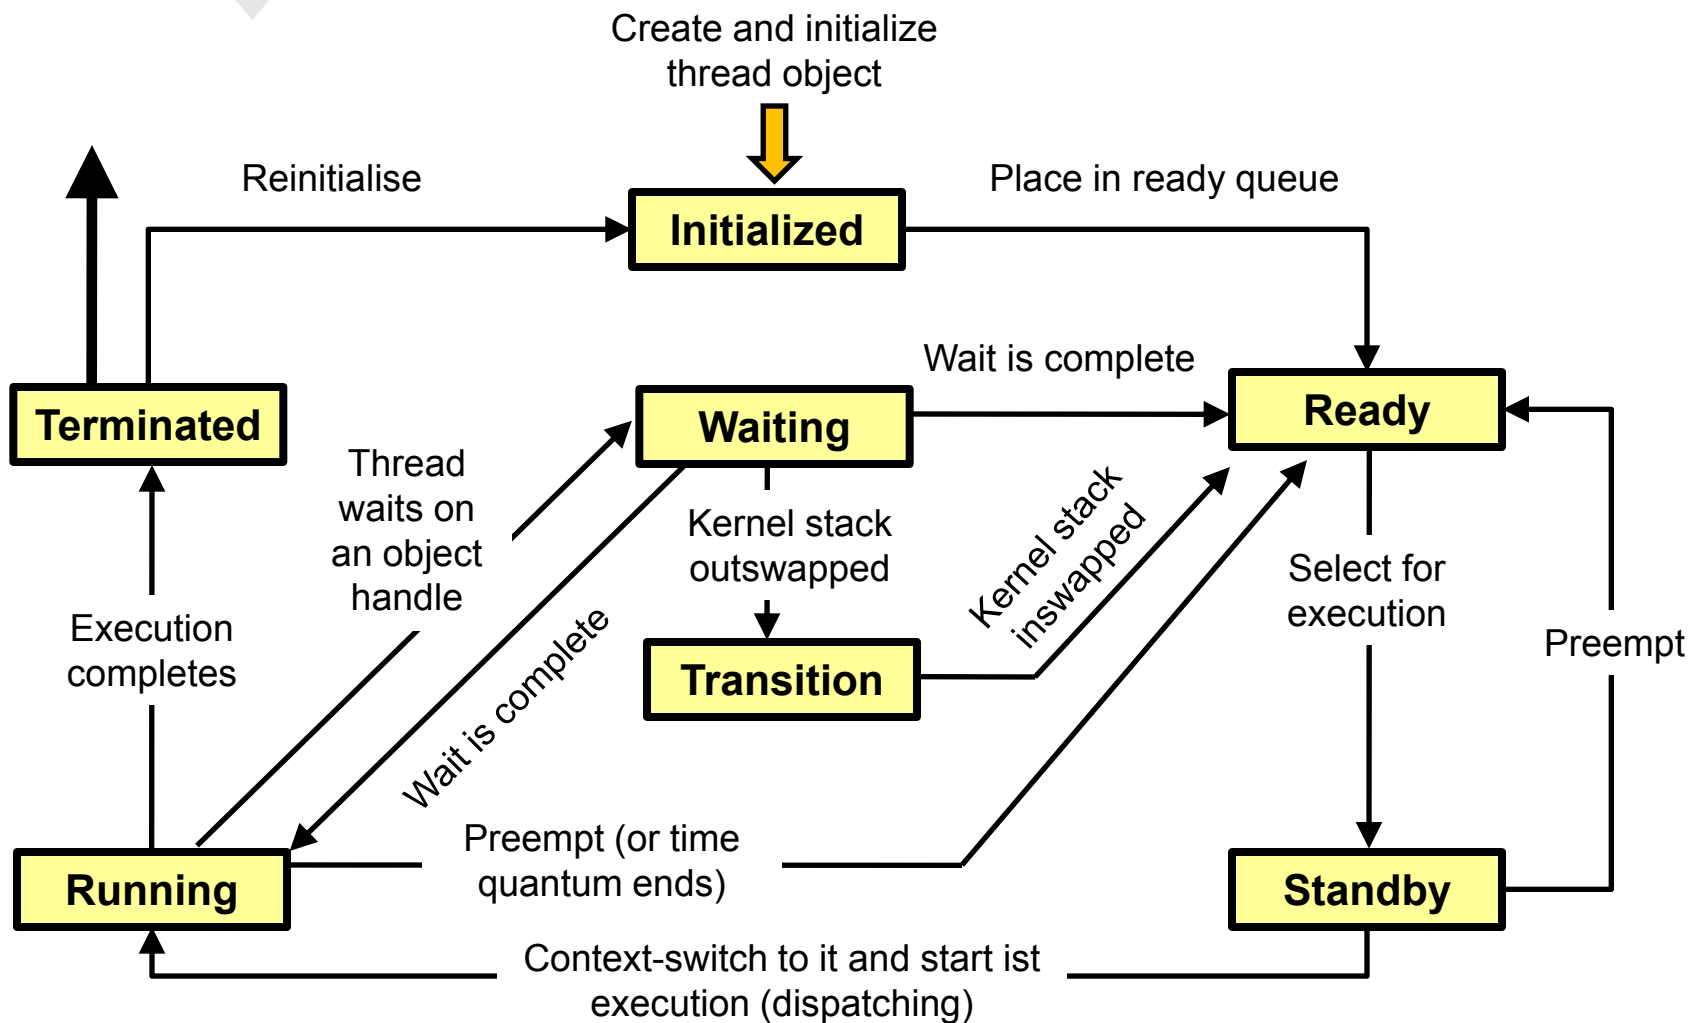 Create and initialize
thread object
Reinitialise
Place in ready queue
Initialized
Wait is complete
Terminated
Waiting
Ready
Thread
waits on
an object
handle
Kernel stack
outswapped
Kernel stack
inswapped
Select for
execution
Execution
completes
Preempt
Wait is complete
Transition
Preempt (or time
quantum ends)
Running
Standby
Context-switch to it and start ist
execution (dispatching)